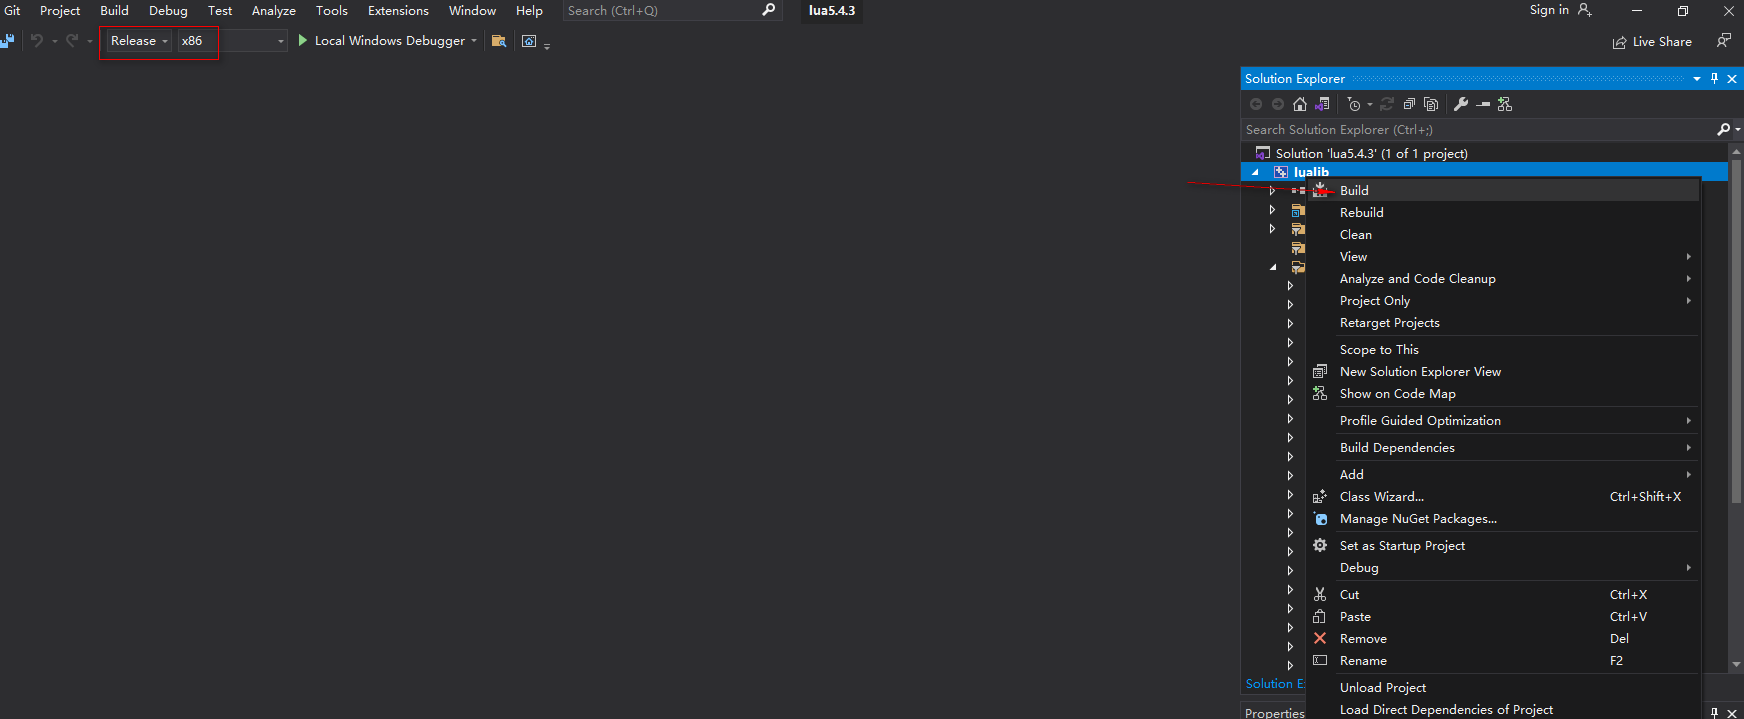 Git Project Build Debug Test Analyze Tools Extensions Window Help Search (Ctrl+Q) lua5.4.3 Sign in
Release x86 Local Windows Debugger Live Share
Solution Explorer
Search Solution Explorer (Ctrl+;)
Solution 'lua5.4.3' (1 of 1 project)
lualib
Build
Rebuild
Clean
View
Analyze and Code Cleanup
Project Only
Retarget Projects
Scope to This
New Solution Explorer View
Show on Code Map
Profile Guided Optimization
Build Dependencies
Add
Class Wizard... Ctrl+Shift+X
Manage NuGet Packages...
Set as Startup Project
Debug
Cut Ctrl+X
Paste Ctrl+V
Remove Del
Rename F2
Solution E
Unload Project
Load Direct Dependencies of Project
Properties